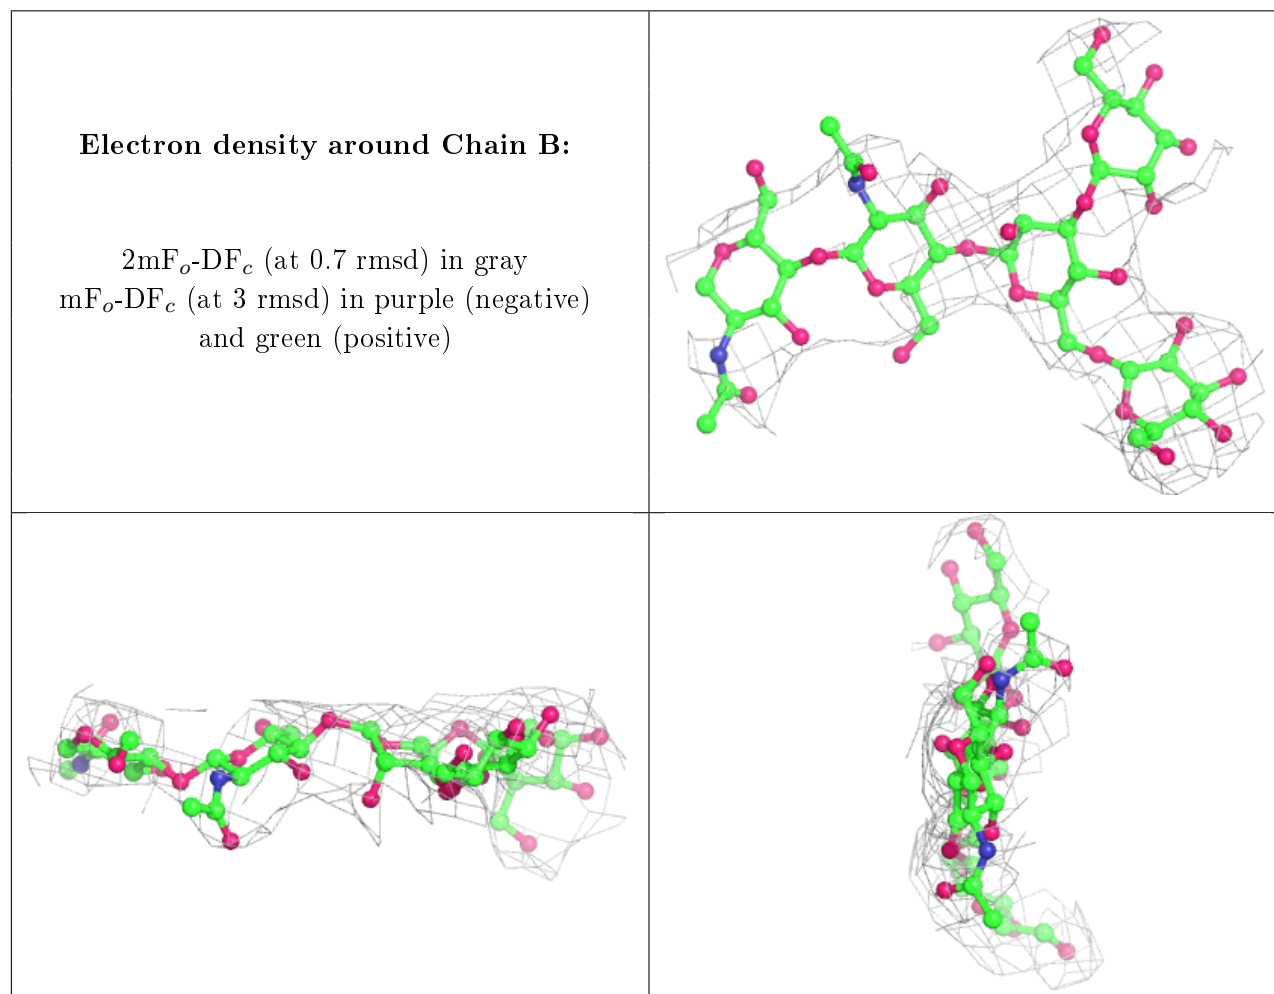 Electron density around Chain B:
2mFo-DFc (at 0.7 rmsd) in gray
mFo-DFc (at 3 rmsd) in purple (negative)
and green (positive)